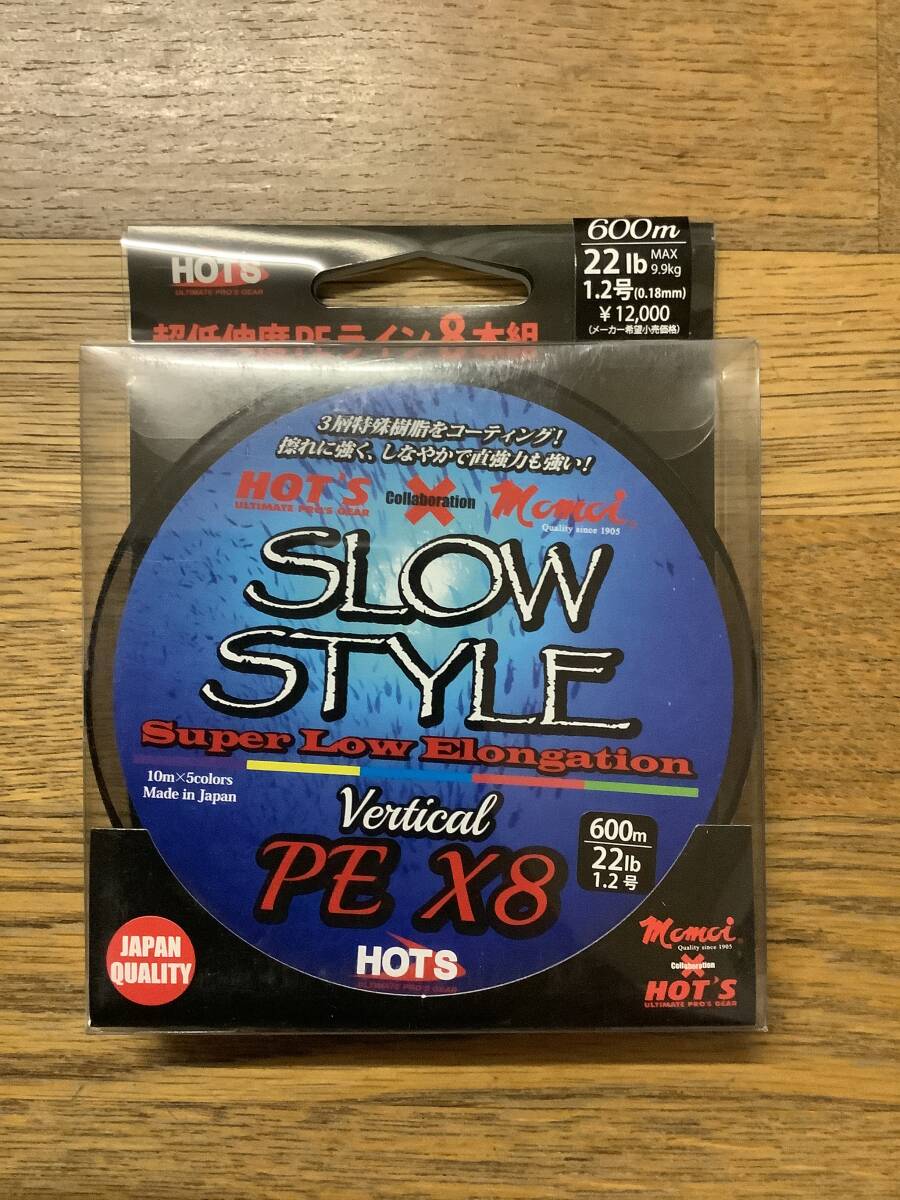 HOTS
ULTIMATE PRO'S GEAR
600m
22 lb MAX 9.9kg
1.2号(0.18mm)
¥12,000
(メーカー希望小売価格)
超低伸度PEライン8本組
3層特殊樹脂をコーティング!
擦れに強く、しなやかで直強力も強い!
HOT'S Collaboration × Momoi
ULTIMATE PRO'S GEAR
Quality since 1905
SLOW
STYLE
Super Low Elongation
10m×5colors
Made in Japan
Vertical
PE X8
600m
22lb
1.2号
HOTS
ULTIMATE PRO'S GEAR
JAPAN
QUALITY
Momoi
Quality since 1905
Collaboration
×
HOT'S
ULTIMATE PRO'S GEAR